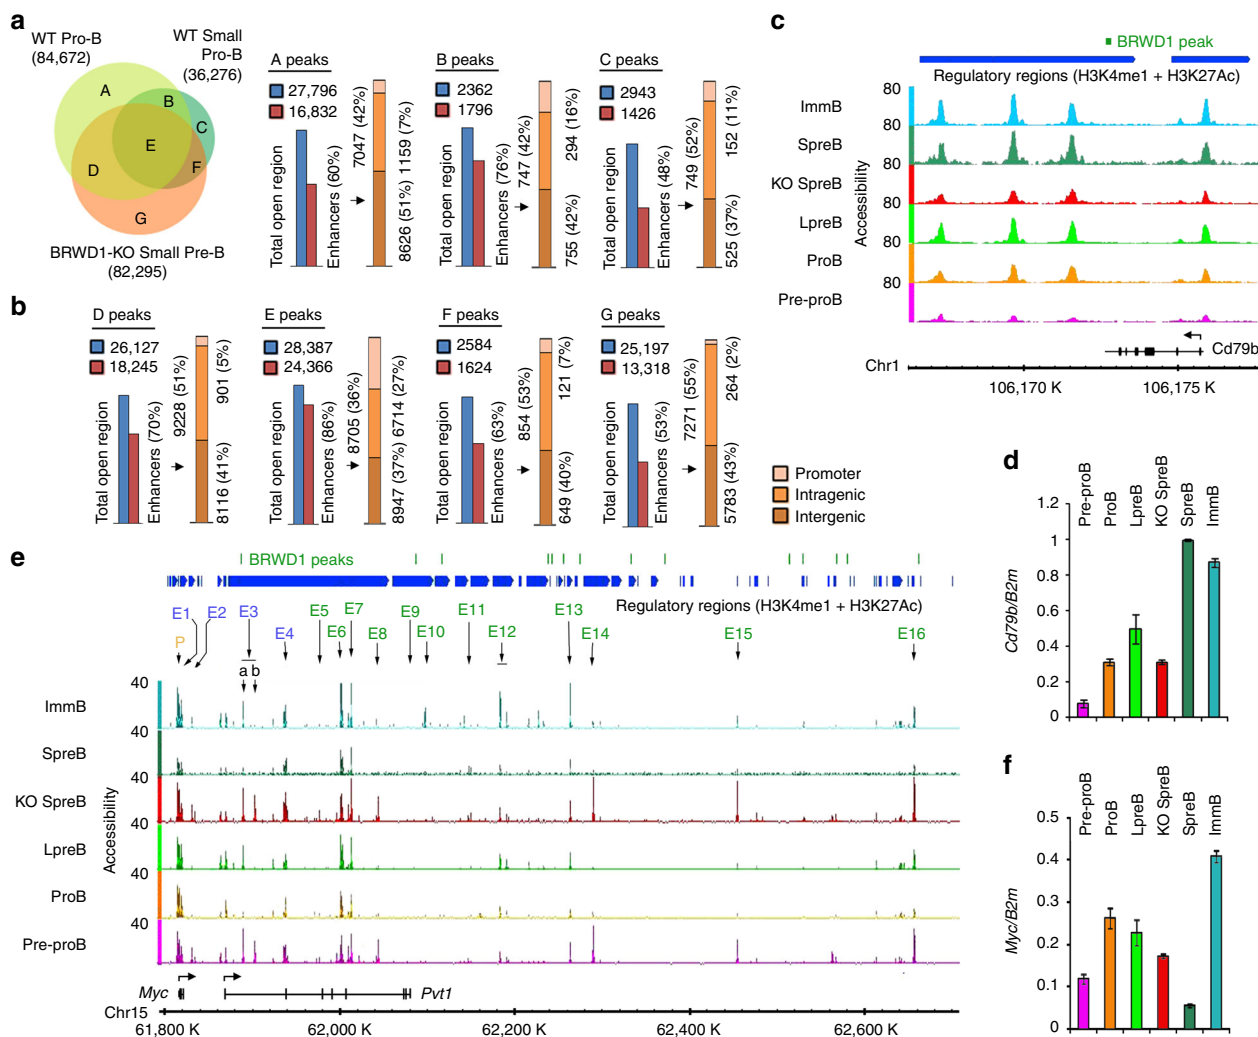 a
WT Pro-B
(84,672)
WT Small
Pro-B
(36,276)
A
B
C
D
E
F
G
BRWD1-KO Small Pre-B
(82,295)
A peaks
27,796
16,832
Total open region
Enhancers (60%)
7047 (42%)
1159 (7%)
8626 (51%)
B peaks
2362
1796
Total open region
Enhancers (76%)
747 (42%)
294 (16%)
755 (42%)
C peaks
2943
1426
Total open region
Enhancers (48%)
749 (52%)
152 (11%)
525 (37%)
b
D peaks
26,127
18,245
Total open region
Enhancers (70%)
9228 (51%)
901 (5%)
8116 (41%)
E peaks
28,387
24,366
Total open region
Enhancers (86%)
8705 (36%)
6714 (27%)
8947 (37%)
F peaks
2584
1624
Total open region
Enhancers (63%)
854 (53%)
121 (7%)
649 (40%)
G peaks
25,197
13,318
Total open region
Enhancers (53%)
7271 (55%)
264 (2%)
5783 (43%)
Promoter
Intragenic
Intergenic
c
BRWD1 peak
Regulatory regions (H3K4me1 + H3K27Ac)
Accessibility
80
ImmB
80
SpreB
80
KO SpreB
80
LpreB
80
ProB
80
Pre-proB
Cd79b
Chr1
106,170 K
106,175 K
d
Pre-proB
ProB
LpreB
KO SpreB
SpreB
ImmB
Cd79b/B2m
1.2
1
0.8
0.6
0.4
0.2
0
e
BRWD1 peaks
Regulatory regions (H3K4me1 + H3K27Ac)
P
E1
E2
E3
a b
E4
E5
E6
E7
E8
E9
E10
E11
E12
E13
E14
E15
E16
Accessibility
40
ImmB
40
SpreB
40
KO SpreB
40
LpreB
40
ProB
40
Pre-proB
Myc
Pvt1
Chr15
61,800 K
62,000 K
62,200 K
62,400 K
62,600 K
f
Pre-proB
ProB
LpreB
KO SpreB
SpreB
ImmB
Myc/B2m
0.5
0.4
0.3
0.2
0.1
0